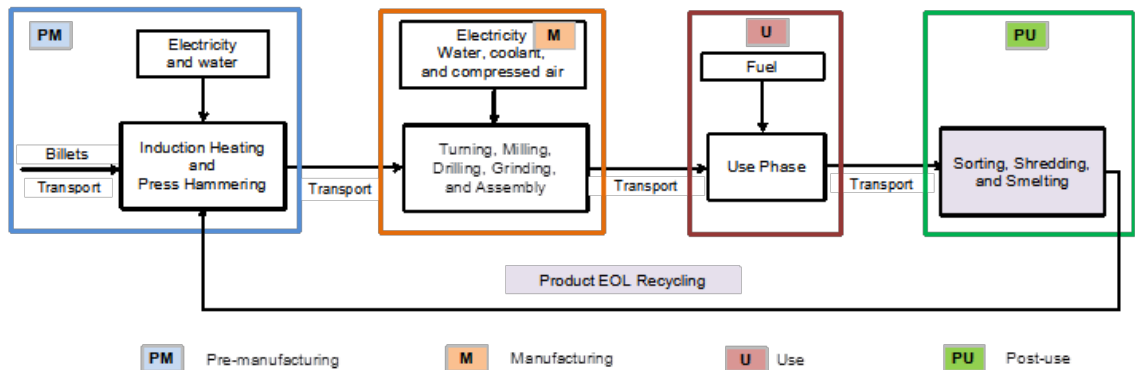 PM
Electricity
and water
Billets
Transport
Induction Heating
and
Press Hammering
Transport
M
Electricity
Water, coolant,
and compressed air
Turning, Milling,
Drilling, Grinding,
and Assembly
Transport
U
Fuel
Use Phase
Transport
PU
Sorting, Shredding,
and Smelting
Product EOL Recycling
PM Pre-manufacturing
M Manufacturing
U Use
PU Post-use